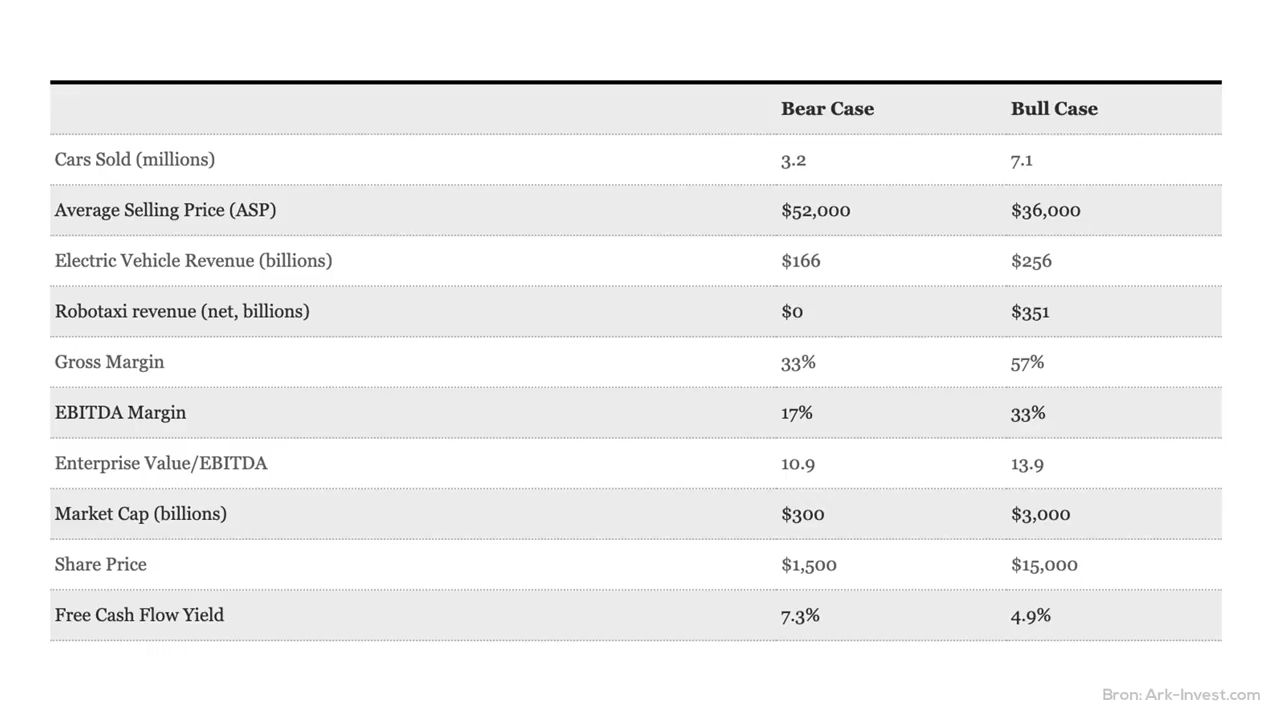 Bear Case Bull Case
Cars Sold (millions) 3.2 7.1
Average Selling Price (ASP) $52,000 $36,000
Electric Vehicle Revenue (billions) $166 $256
Robotaxi revenue (net, billions) $0 $351
Gross Margin 33% 57%
EBITDA Margin 17% 33%
Enterprise Value/EBITDA 10.9 13.9
Market Cap (billions) $300 $3,000
Share Price $1,500 $15,000
Free Cash Flow Yield 7.3% 4.9%
Bron: Ark-Invest.com